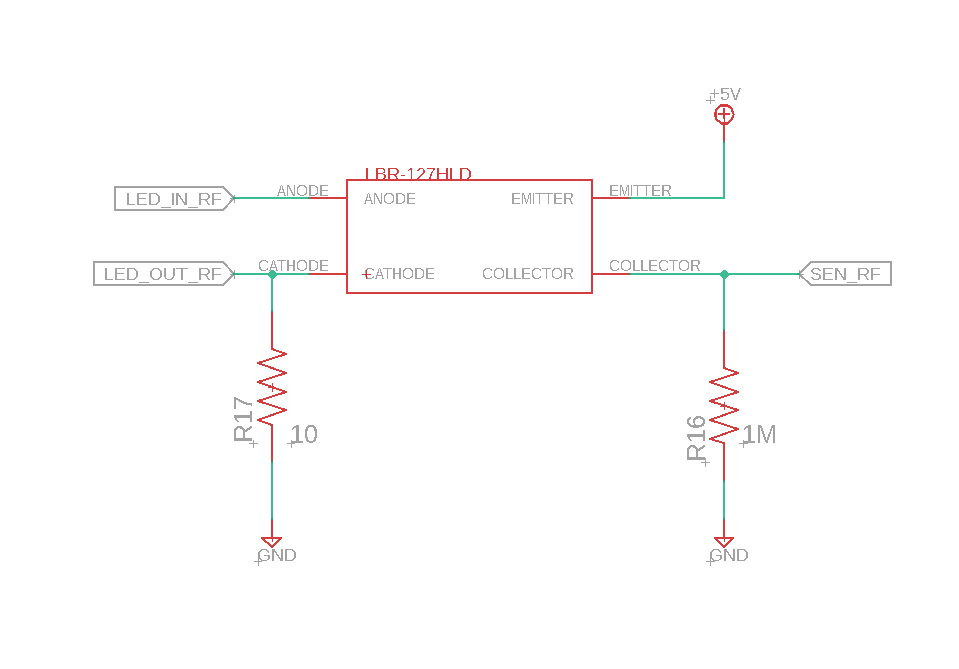 +5V
LBR-127HLD
LED_IN_RF
ANODE
ANODE
EMITTER
EMITTER
LED_OUT_RF
CATHODE
CATHODE
COLLECTOR
COLLECTOR
SEN_RF
R17
10
R16
1M
GND
GND